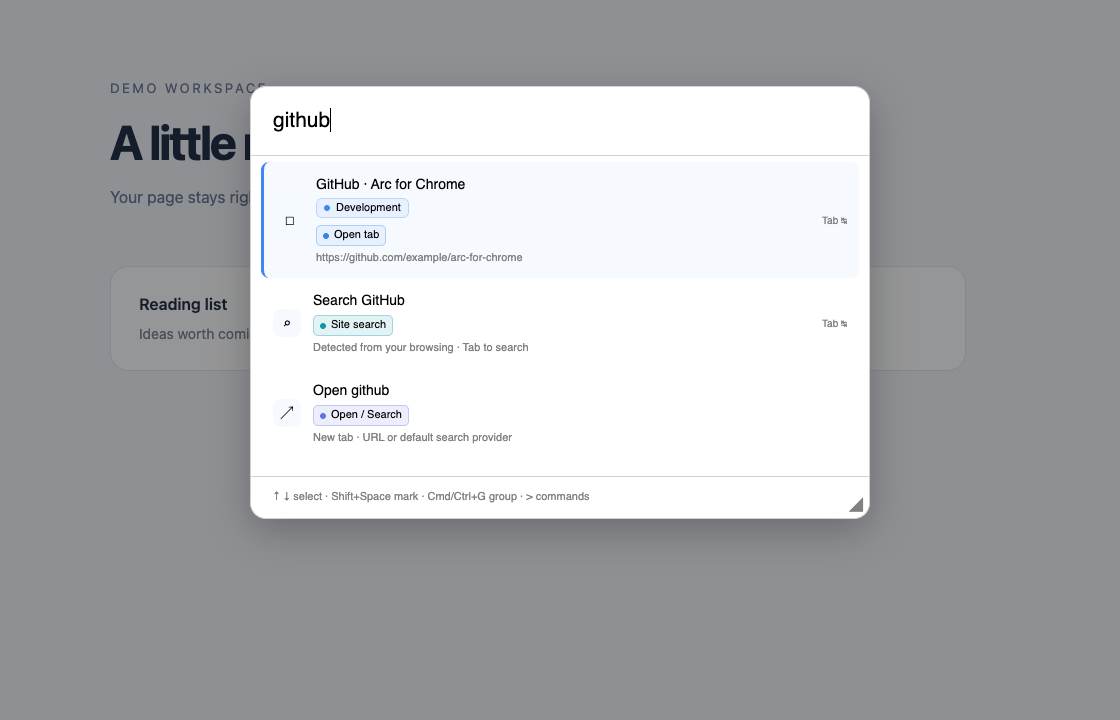 DEMO WORKSPACE
A little
Your page stays
github
GitHub · Arc for Chrome
Development
Open tab
https://github.com/example/arc-for-chrome
Tab ↹
Search GitHub
Site search
Detected from your browsing · Tab to search
Tab ↹
Open github
Open / Search
New tab · URL or default search provider
↑ ↓ select · Shift+Space mark · Cmd/Ctrl+G group · > commands
Reading list
Ideas worth